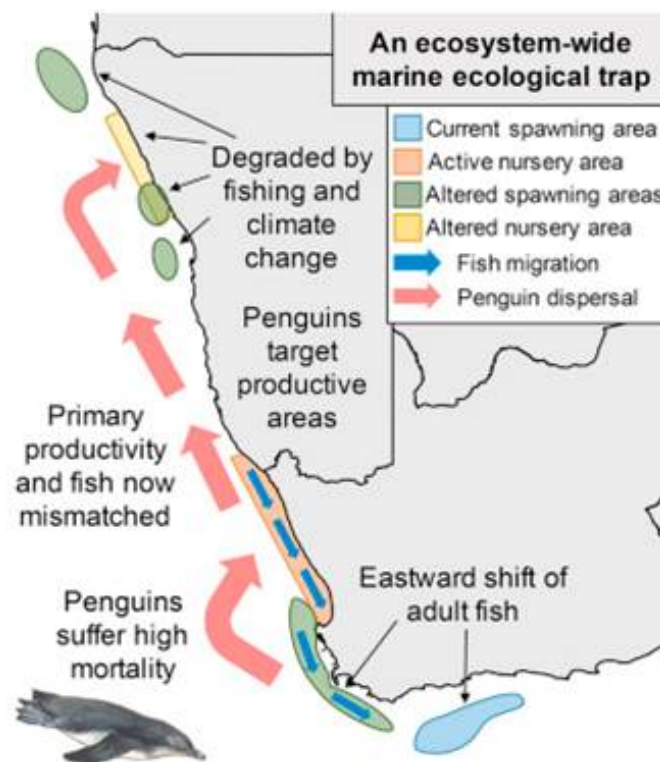 An ecosystem-wide
marine ecological trap
Current spawning area
Active nursery area
Altered spawning areas
Altered nursery area
Fish migration
Penguin dispersal
Degraded by
fishing and
climate
change
Penguins
target
productive
areas
Primary
productivity
and fish now
mismatched
Eastward shift of
adult fish
Penguins
suffer high
mortality